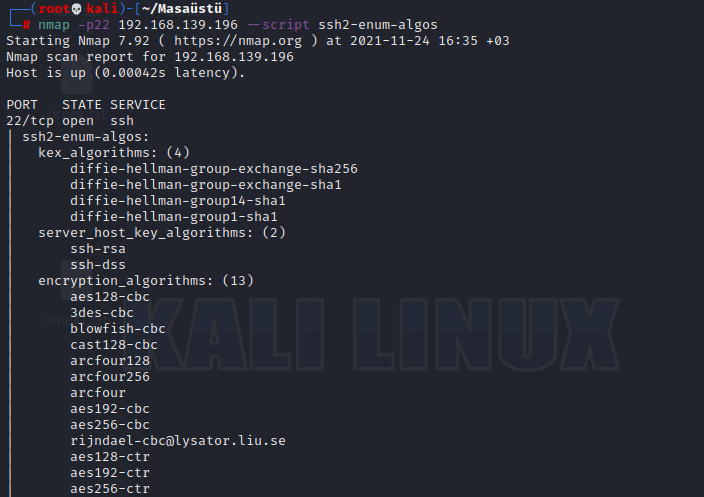 (root💀kali)-[~/Masaüstü]
# nmap -p22 192.168.139.196 --script ssh2-enum-algos
Starting Nmap 7.92 ( https://nmap.org ) at 2021-11-24 16:35 +03
Nmap scan report for 192.168.139.196
Host is up (0.00042s latency).
PORT   STATE SERVICE
22/tcp open  ssh
| ssh2-enum-algos:
|   kex_algorithms: (4)
|       diffie-hellman-group-exchange-sha256
|       diffie-hellman-group-exchange-sha1
|       diffie-hellman-group14-sha1
|       diffie-hellman-group1-sha1
|   server_host_key_algorithms: (2)
|       ssh-rsa
|       ssh-dss
|   encryption_algorithms: (13)
|       aes128-cbc
|       3des-cbc
|       blowfish-cbc
|       cast128-cbc
|       arcfour128
|       arcfour256
|       arcfour
|       aes192-cbc
|       aes256-cbc
|       rijndael-cbc@lysator.liu.se
|       aes128-ctr
|       aes192-ctr
|       aes256-ctr
KALI LINUX